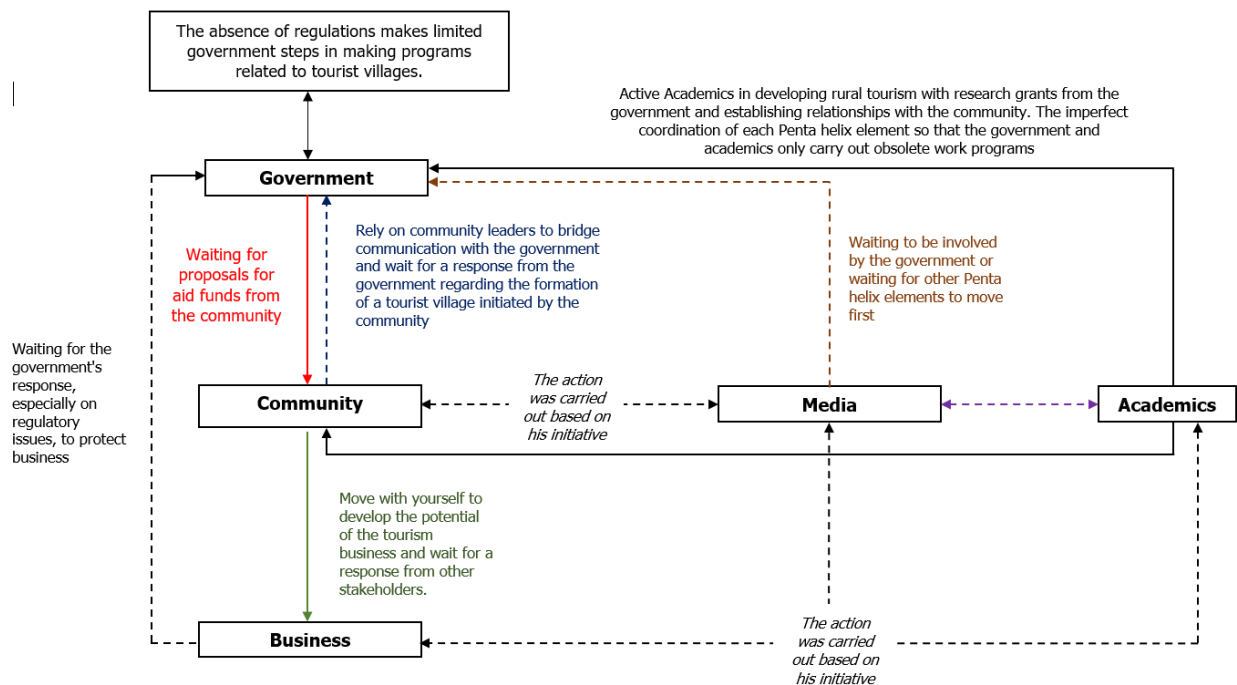 The absence of regulations makes limited
government steps in making programs
related to tourist villages.
Active Academics in developing rural tourism with research grants from the
government and establishing relationships with the community. The imperfect
coordination of each Penta helix element so that the government and
academics only carry out obsolete work programs
Government
Waiting for
proposals for
aid funds from
the community
Rely on community leaders to bridge
communication with the government
and wait for a response from the
government regarding the formation
of a tourist village initiated by the
community
Waiting to be involved
by the government or
waiting for other Penta
helix elements to move
first
Waiting for the
government's
response,
especially on
regulatory
issues, to protect
business
Community
The action
was carried
out based on
his initiative
Media
Academics
Move with yourself to
develop the potential
of the tourism
business and wait for a
response from other
stakeholders.
Business
The action
was carried
out based on
his initiative